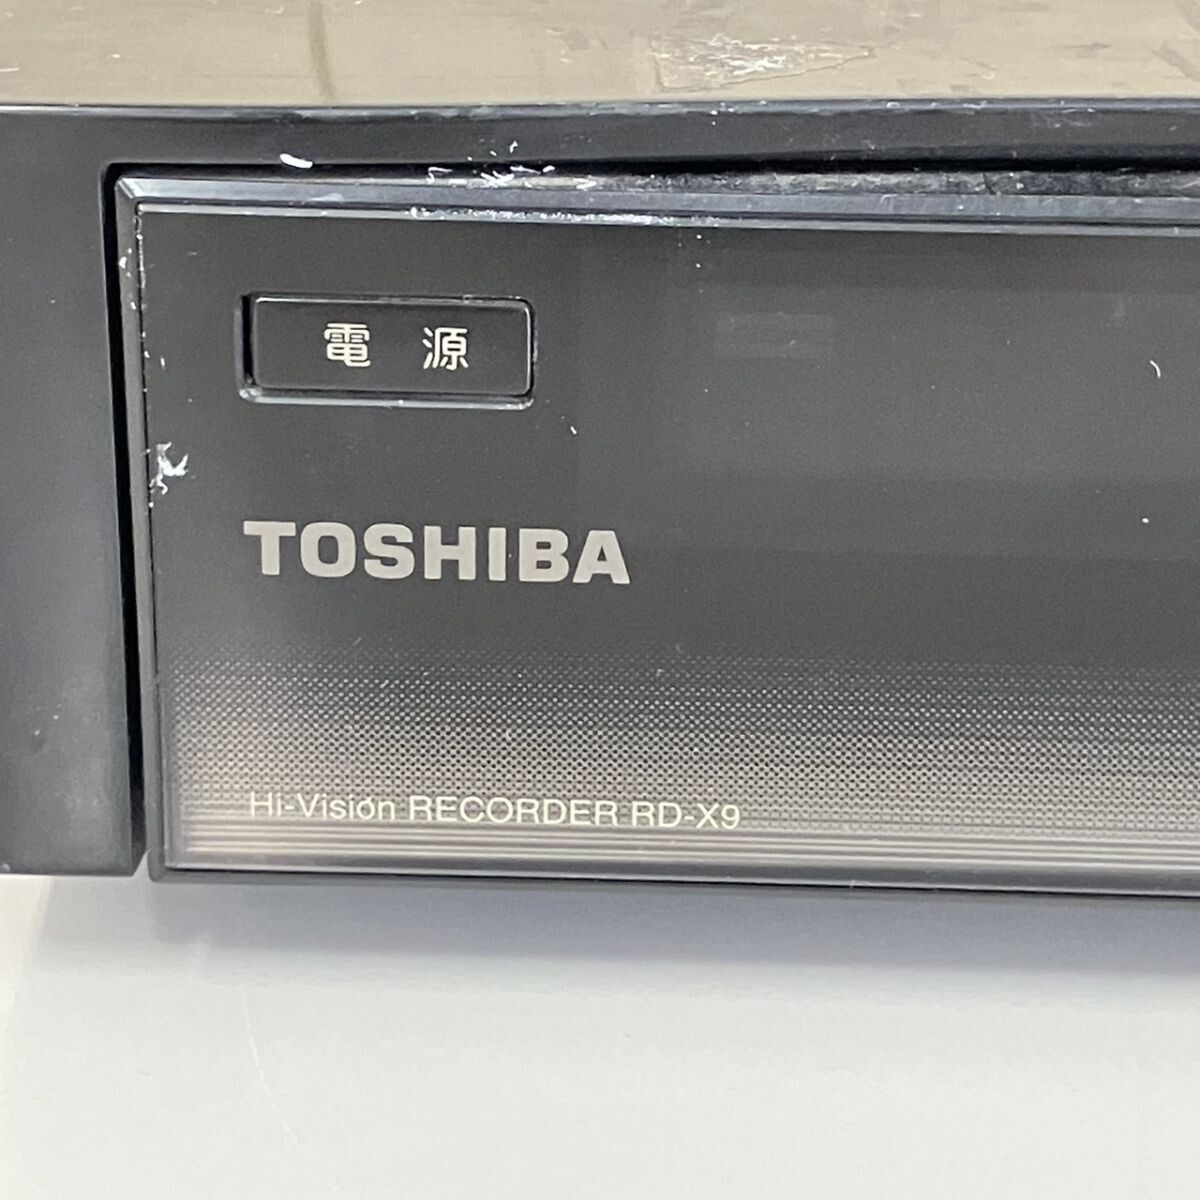 電源
TOSHIBA
Hi-Vision RECORDER RD-X9